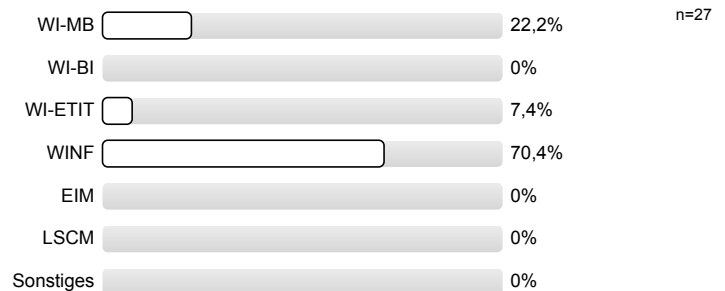 n=27
WI-MB 22,2%
WI-BI 0%
WI-ETIT 7,4%
WINF 70,4%
EIM 0%
LSCM 0%
Sonstiges 0%